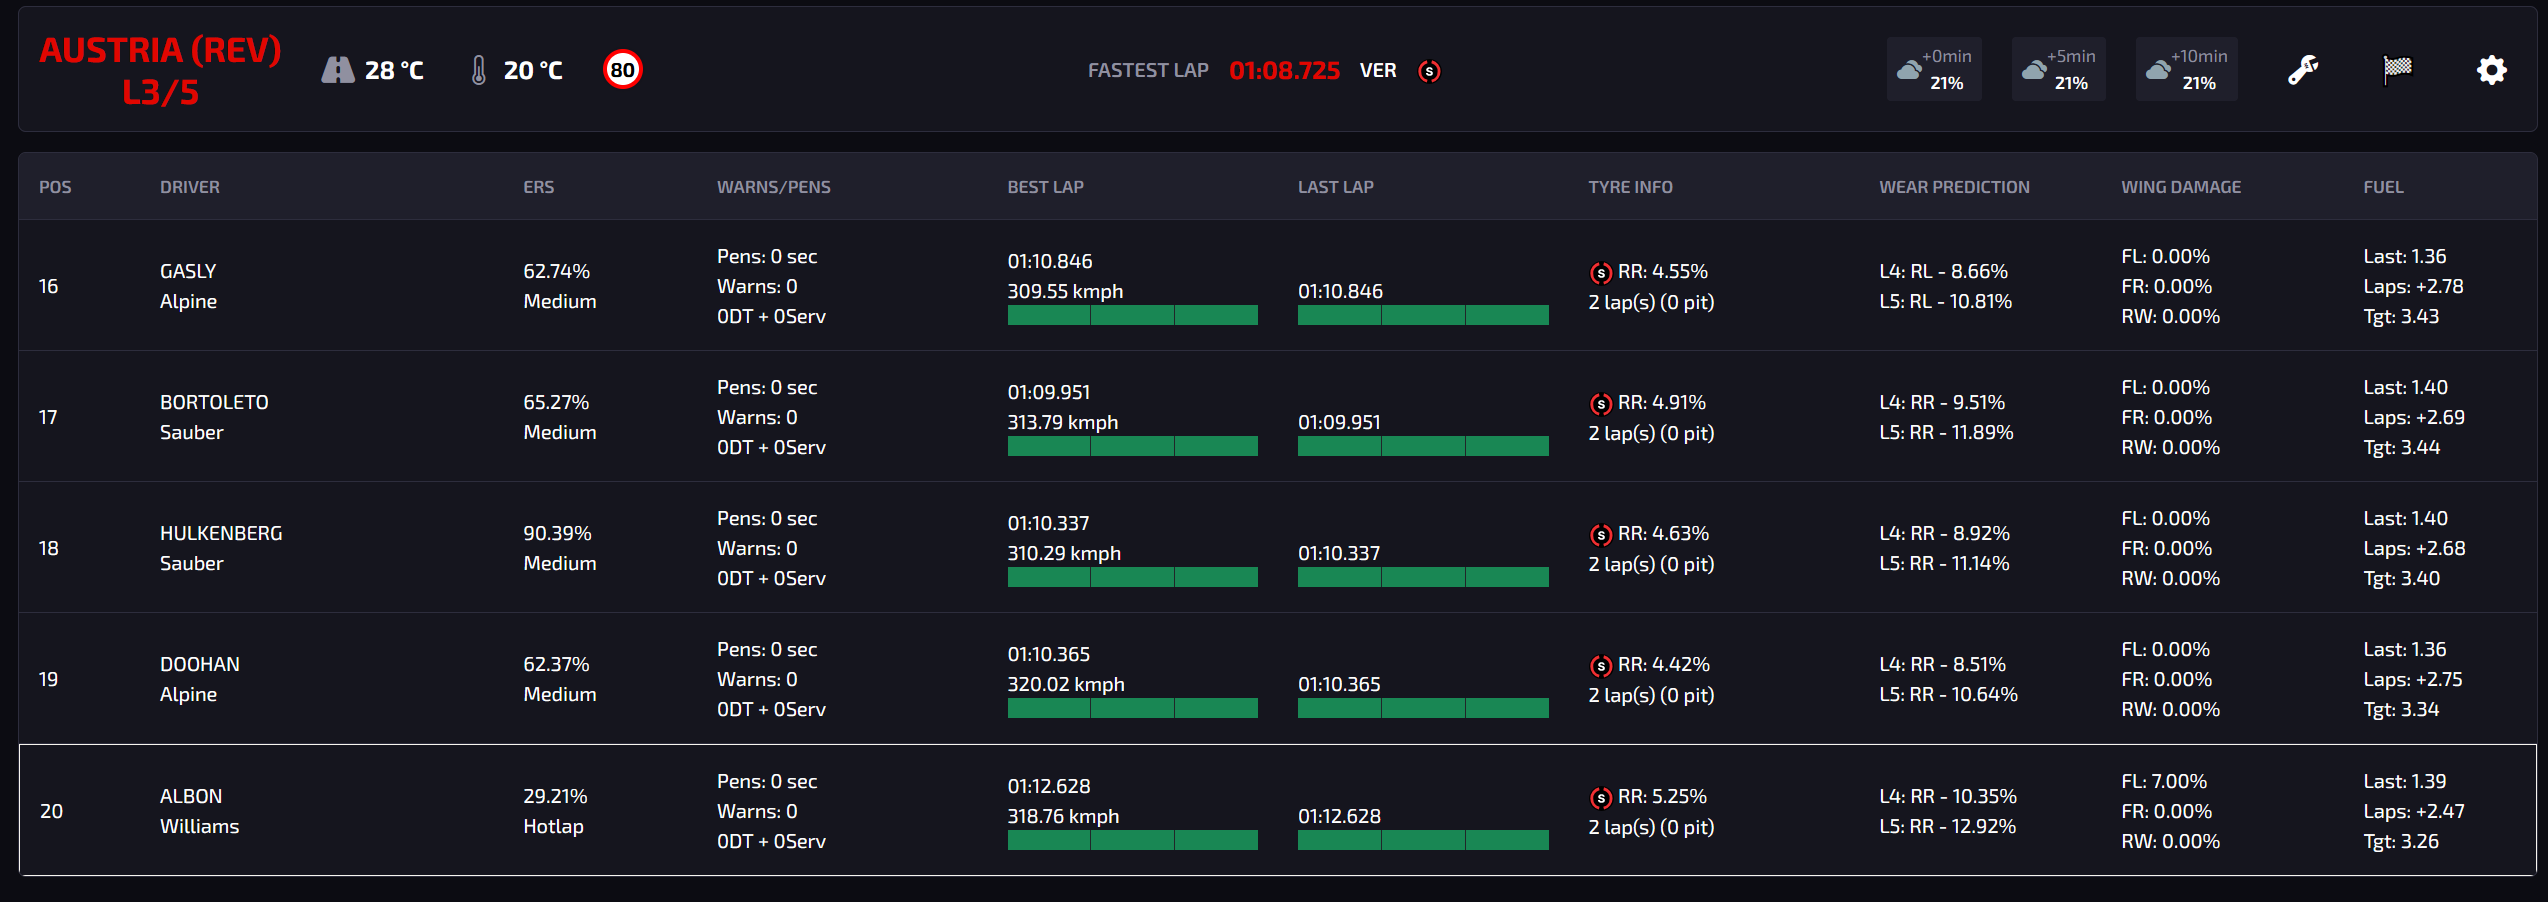 AUSTRIA (REV)
L3/5
28 °C
20 °C
80
FASTEST LAP 01:08.725 VER S
+0min
21%
+5min
21%
+10min
21%
POS DRIVER ERS WARNS/PENS BEST LAP LAST LAP TYRE INFO WEAR PREDICTION WING DAMAGE FUEL
16
GASLY
Alpine
62.74%
Medium
Pens: 0 sec
Warns: 0
0DT + 0Serv
01:10.846
309.55 kmph
01:10.846
S RR: 4.55%
2 lap(s) (0 pit)
L4: RL - 8.66%
L5: RL - 10.81%
FL: 0.00%
FR: 0.00%
RW: 0.00%
Last: 1.36
Laps: +2.78
Tgt: 3.43
17
BORTOLETO
Sauber
65.27%
Medium
Pens: 0 sec
Warns: 0
0DT + 0Serv
01:09.951
313.79 kmph
01:09.951
S RR: 4.91%
2 lap(s) (0 pit)
L4: RR - 9.51%
L5: RR - 11.89%
FL: 0.00%
FR: 0.00%
RW: 0.00%
Last: 1.40
Laps: +2.69
Tgt: 3.44
18
HULKENBERG
Sauber
90.39%
Medium
Pens: 0 sec
Warns: 0
0DT + 0Serv
01:10.337
310.29 kmph
01:10.337
S RR: 4.63%
2 lap(s) (0 pit)
L4: RR - 8.92%
L5: RR - 11.14%
FL: 0.00%
FR: 0.00%
RW: 0.00%
Last: 1.40
Laps: +2.68
Tgt: 3.40
19
DOOHAN
Alpine
62.37%
Medium
Pens: 0 sec
Warns: 0
0DT + 0Serv
01:10.365
320.02 kmph
01:10.365
S RR: 4.42%
2 lap(s) (0 pit)
L4: RR - 8.51%
L5: RR - 10.64%
FL: 0.00%
FR: 0.00%
RW: 0.00%
Last: 1.36
Laps: +2.75
Tgt: 3.34
20
ALBON
Williams
29.21%
Hotlap
Pens: 0 sec
Warns: 0
0DT + 0Serv
01:12.628
318.76 kmph
01:12.628
S RR: 5.25%
2 lap(s) (0 pit)
L4: RR - 10.35%
L5: RR - 12.92%
FL: 7.00%
FR: 0.00%
RW: 0.00%
Last: 1.39
Laps: +2.47
Tgt: 3.26